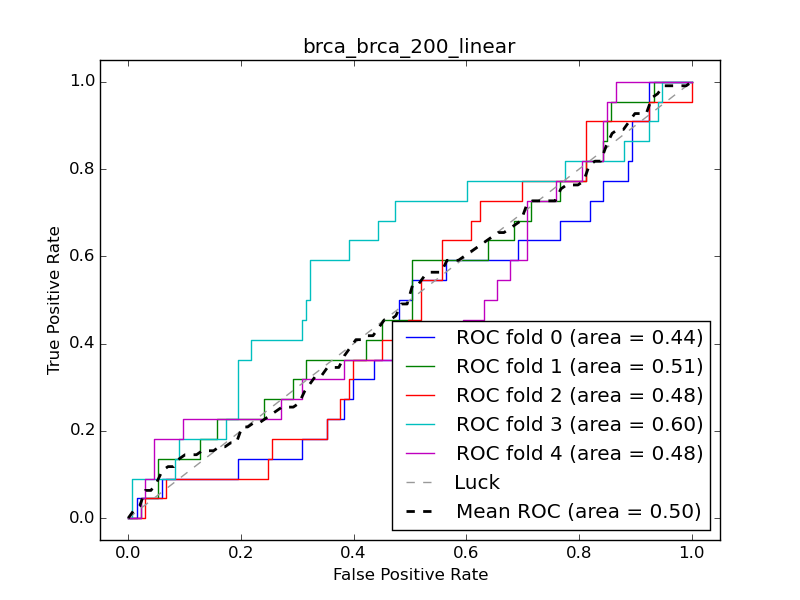 brca_brca_200_linear
True Positive Rate
1.0
0.8
0.6
0.4
0.2
0.0
ROC fold 0 (area = 0.44)
ROC fold 1 (area = 0.51)
ROC fold 2 (area = 0.48)
ROC fold 3 (area = 0.60)
ROC fold 4 (area = 0.48)
Luck
Mean ROC (area = 0.50)
0.0 0.2 0.4 0.6 0.8 1.0
False Positive Rate